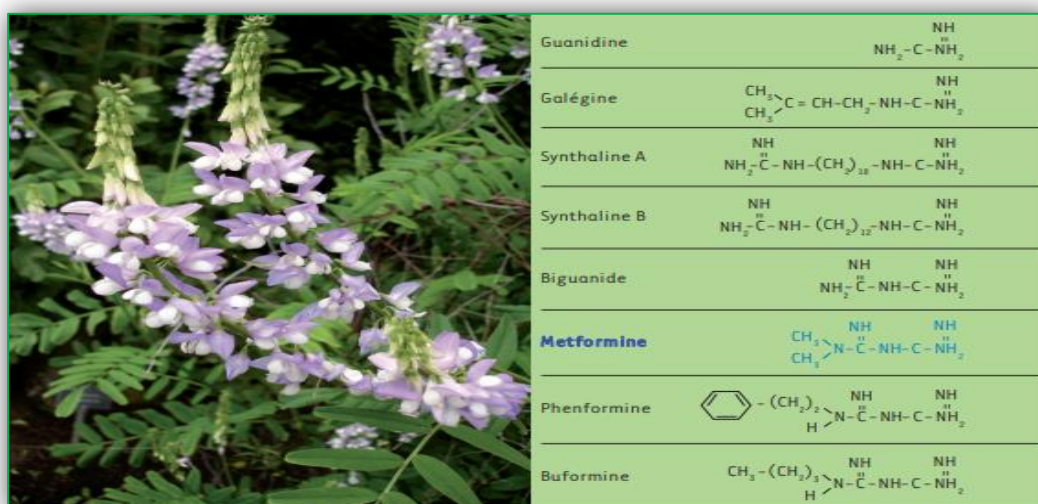 Guanidine
NH
NH₂-C-NH₂
Galégine
CH₃ NH
C = CH-CH₂-NH-C-NH₂
CH₃
Synthaline A
NH NH
NH₂-C-NH-(CH₂)₁₈-NH-C-NH₂
Synthaline B
NH NH
NH₂-C-NH-(CH₂)₁₂-NH-C-NH₂
Biguanide
NH NH
NH₂-C-NH-C-NH₂
Metformine
CH₃ NH NH
N-C-NH-C-NH₂
CH₃
Phenformine
-(CH₂)₂ NH NH
N-C-NH-C-NH₂
H
Buformine
CH₃-(CH₂)₃ NH NH
N-C-NH-C-NH₂
H